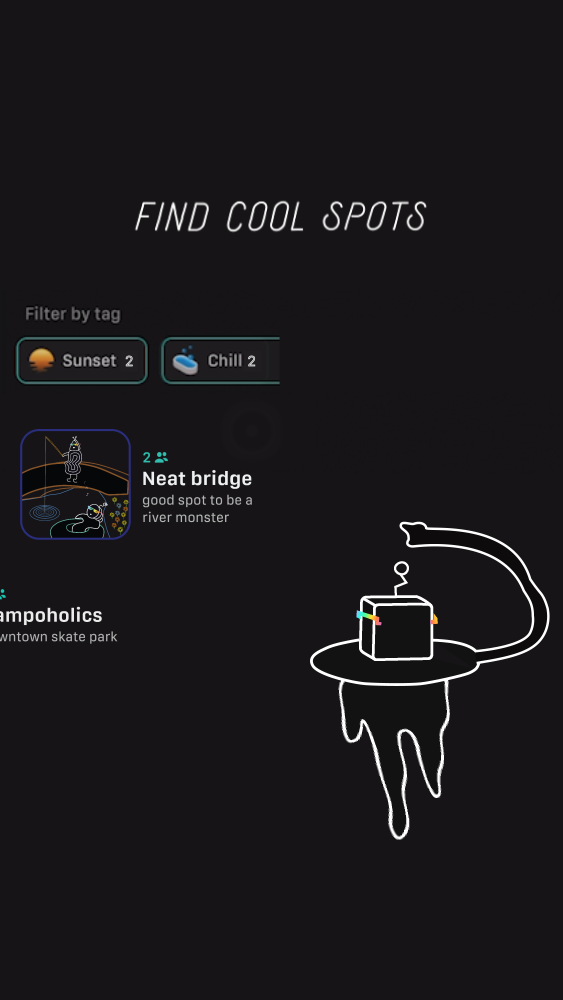 FIND COOL SPOTS
Filter by tag
Sunset 2
Chill 2
2
Neat bridge
good spot to be a
river monster
ampoholics
wntown skate park